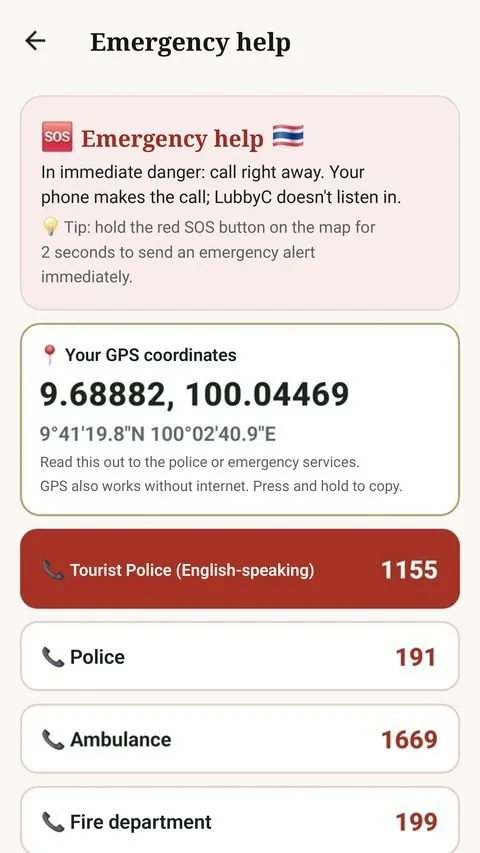 Emergency help
SOS Emergency help
In immediate danger: call right away. Your
phone makes the call; LubbyC doesn't listen in.
Tip: hold the red SOS button on the map for
2 seconds to send an emergency alert
immediately.
Your GPS coordinates
9.68882, 100.04469
9°41'19.8"N 100°02'40.9"E
Read this out to the police or emergency services.
GPS also works without internet. Press and hold to copy.
Tourist Police (English-speaking) 1155
Police 191
Ambulance 1669
Fire department 199